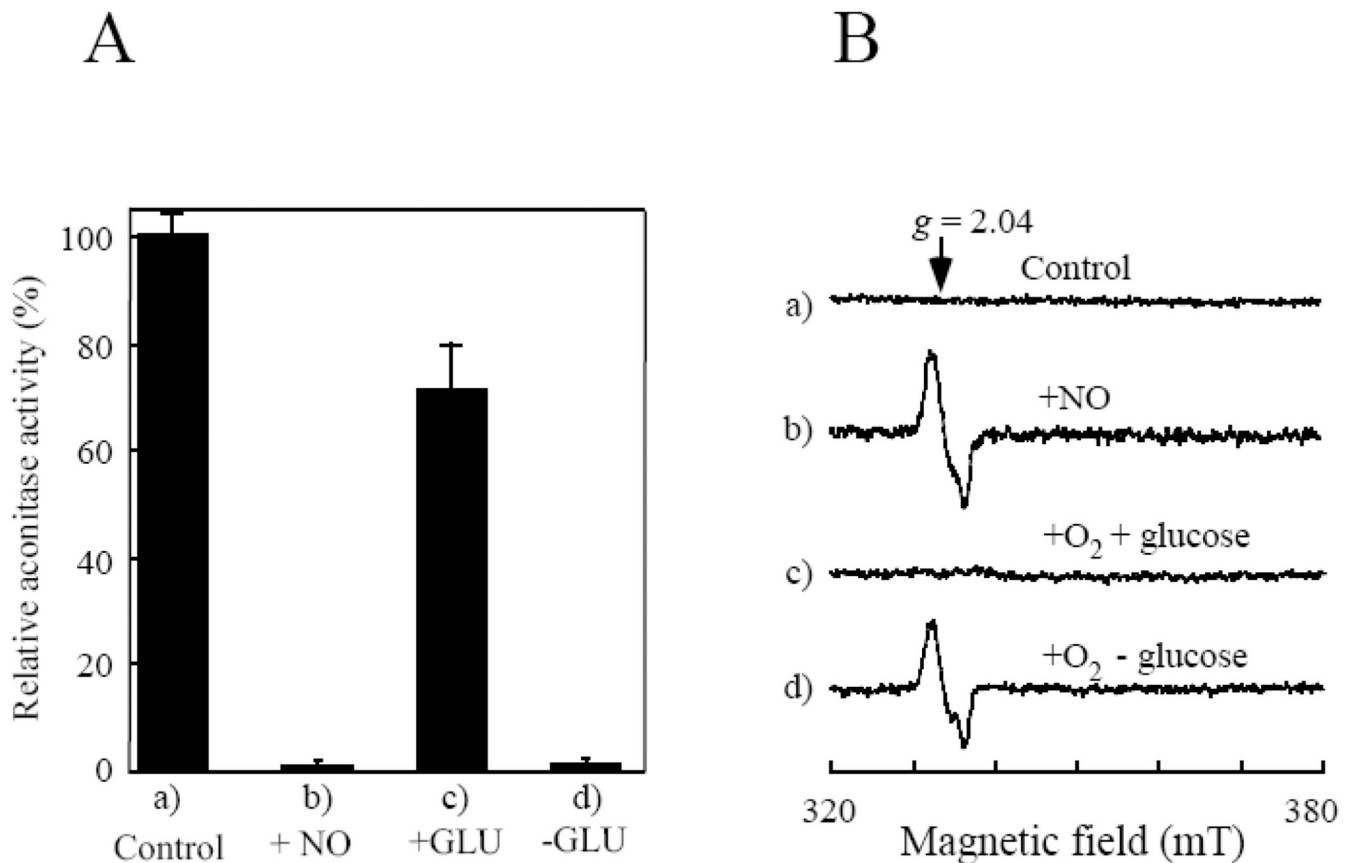 A
Relative aconitase activity (%)
100
80
60
40
20
0
a)
b)
c)
d)
Control
+ NO
+GLU
-GLU
B
g = 2.04
Control
a)
+NO
b)
+O₂ + glucose
c)
+O₂ - glucose
d)
320
380
Magnetic field (mT)